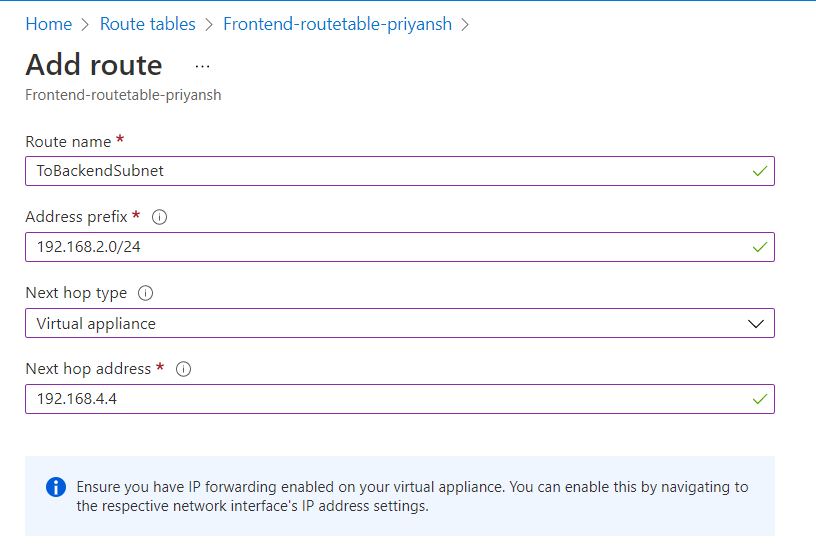 Home > Route tables > Frontend-routetable-priyansh >
Add route ...
Frontend-routetable-priyansh
Route name *
ToBackendSubnet
Address prefix *
192.168.2.0/24
Next hop type
Virtual appliance
Next hop address *
192.168.4.4
Ensure you have IP forwarding enabled on your virtual appliance. You can enable this by navigating to
the respective network interface's IP address settings.